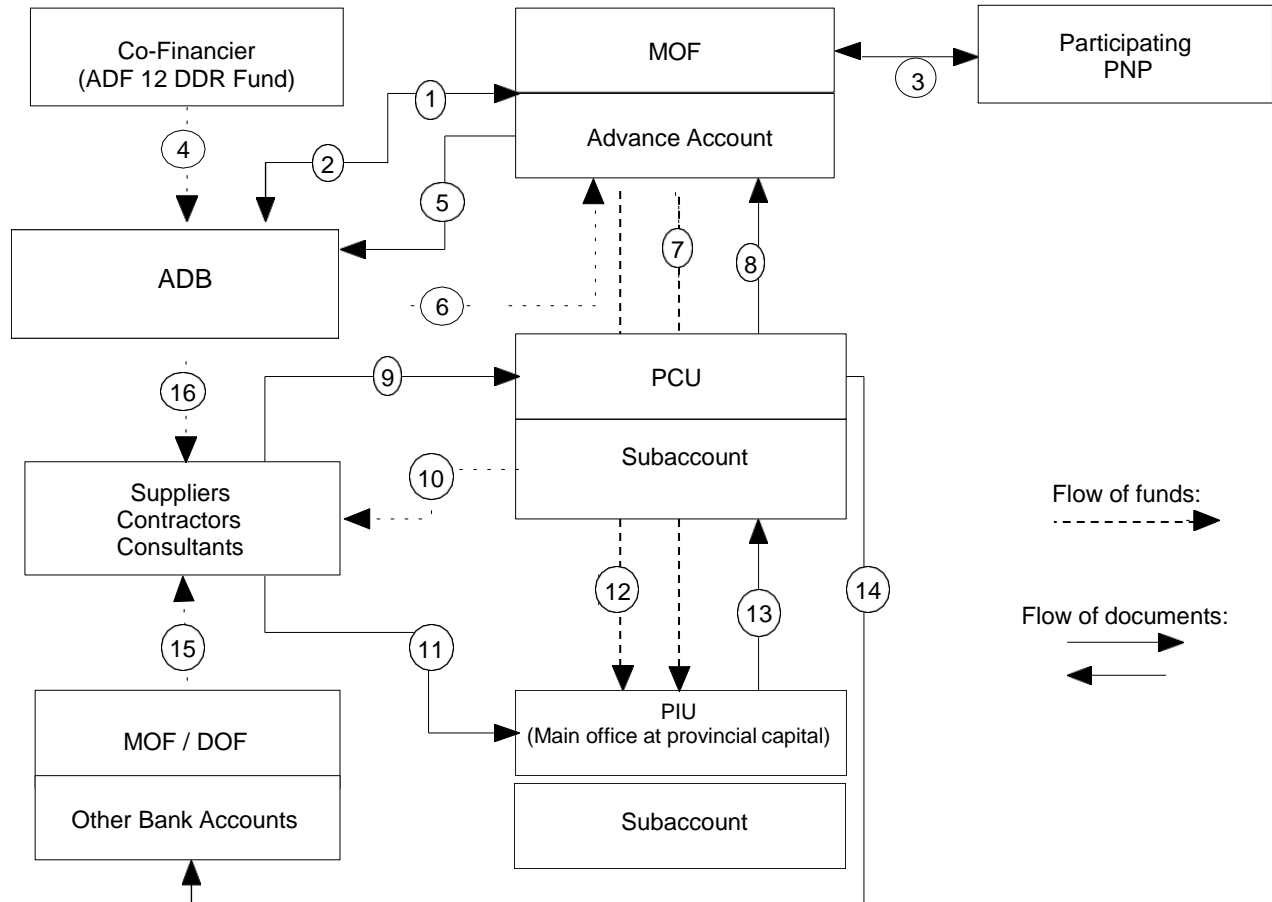 Co-Financier
(ADF 12 DDR Fund)
MOF
Participating
PNP
3
1
Advance Account
4
2
5
7
8
ADB
6
9
PCU
16
Subaccount
10
Suppliers
Contractors
Consultants
Flow of funds:
12
13
14
Flow of documents:
15
11
PIU
(Main office at provincial capital)
MOF / DOF
Other Bank Accounts
Subaccount